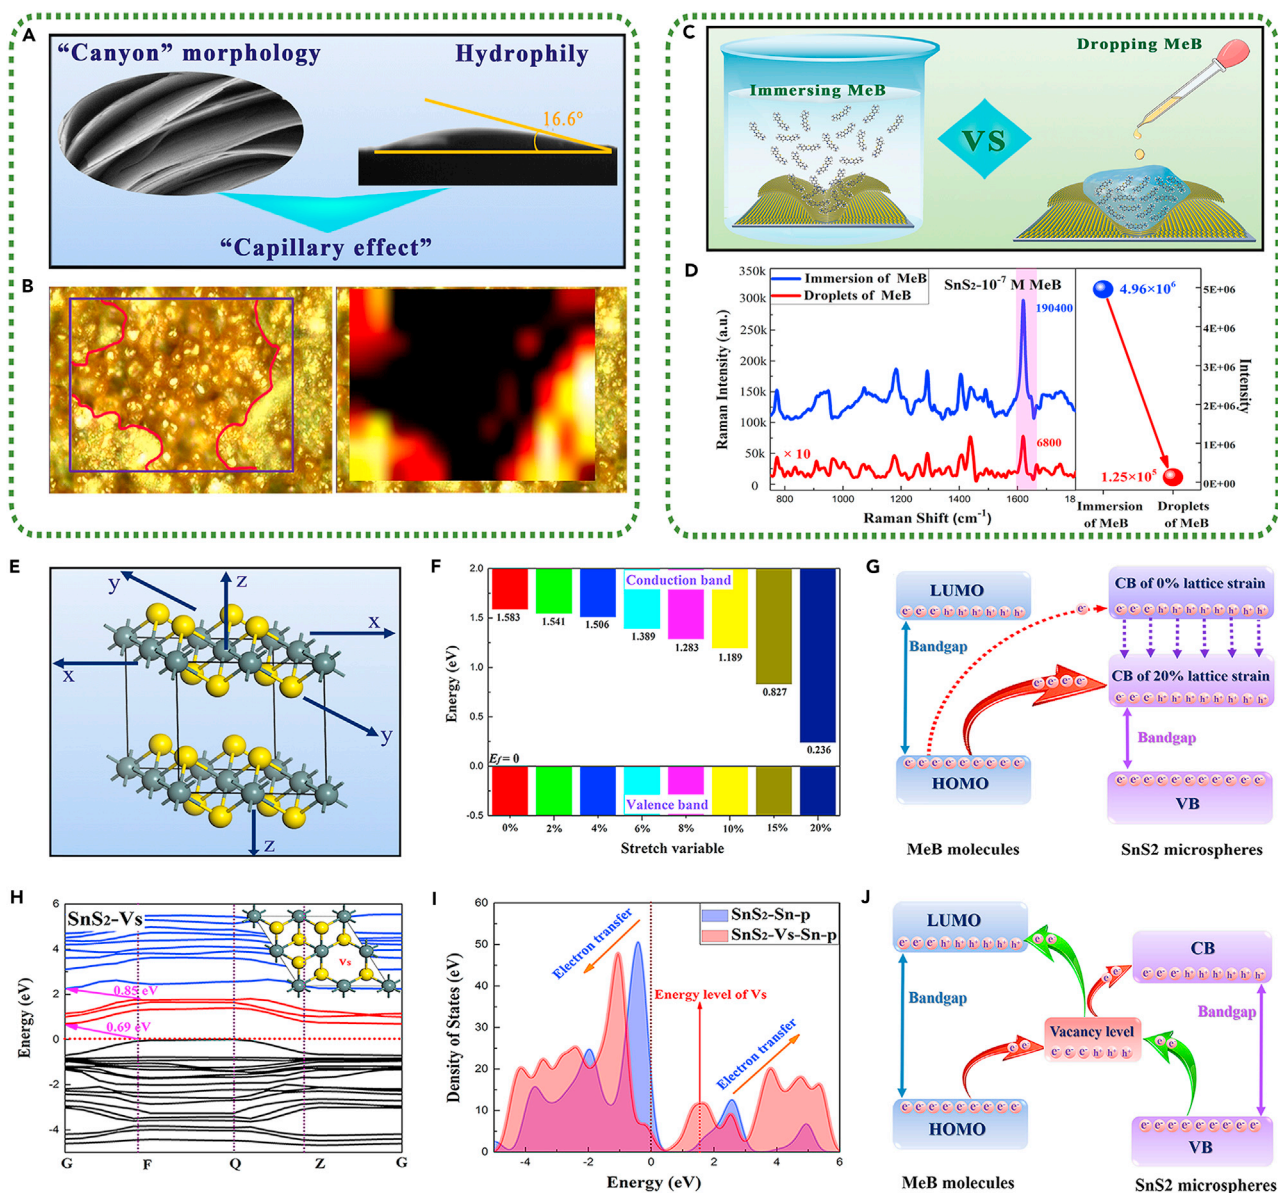 A
“Canyon” morphology
Hydrophily
16.6°
“Capillary effect”
B
C
Dropping MeB
Immersing MeB
VS
D
350k
300k
250k
200k
150k
100k
50k
0
Raman Intensity (a.u.)
Immersion of MeB
Droplets of MeB
SnS₂-10⁻⁷ M MeB
190400
× 10
6800
800
1000
1200
1400
1600
18
Raman Shift (cm⁻¹)
4.96×10⁶
1.25×10⁵
5E+06
4E+06
3E+06
2E+06
1E+06
0E+00
Intensity
Immersion
of MeB
Droplets
of MeB
E
z
y
x
x
y
z
F
2.0
1.5
1.0
0.5
0.0
-0.5
Energy (eV)
Conduction band
1.583
1.541
1.506
1.389
1.283
1.189
0.827
0.236
E_f = 0
Valence band
0%
2%
4%
6%
8%
10%
15%
20%
Stretch variable
G
LUMO
Bandgap
HOMO
MeB molecules
CB of 0% lattice strain
CB of 20% lattice strain
Bandgap
VB
SnS2 microspheres
H
SnS₂-Vs
Vs
6
4
2
0
-2
-4
Energy (eV)
0.85 eV
0.69 eV
G
F
Q
Z
G
I
60
50
40
30
20
10
0
Density of States (eV)
SnS₂-Sn-p
SnS₂-Vs-Sn-p
Electron transfer
Energy level of Vs
Electron transfer
-4
-2
0
2
4
6
Energy (eV)
J
LUMO
Bandgap
HOMO
MeB molecules
Vacancy level
CB
Bandgap
VB
SnS2 microspheres